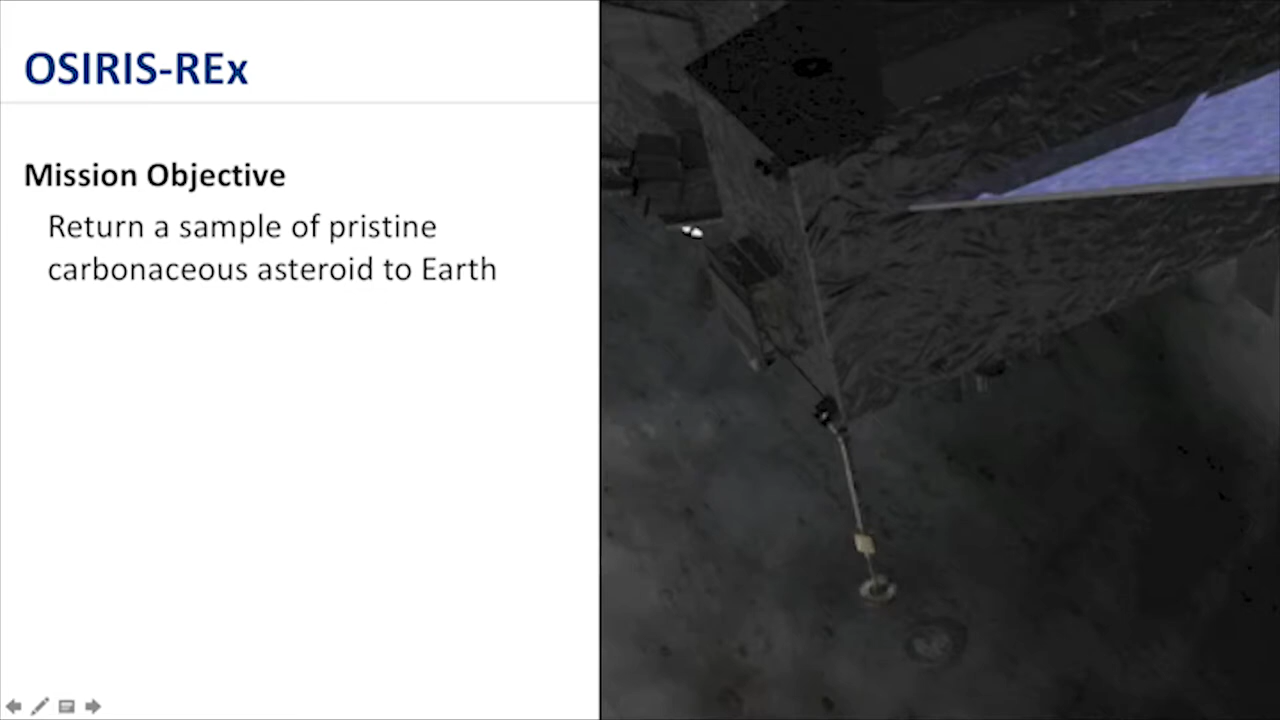 OSIRIS-REx
Mission Objective
Return a sample of pristine
carbonaceous asteroid to Earth